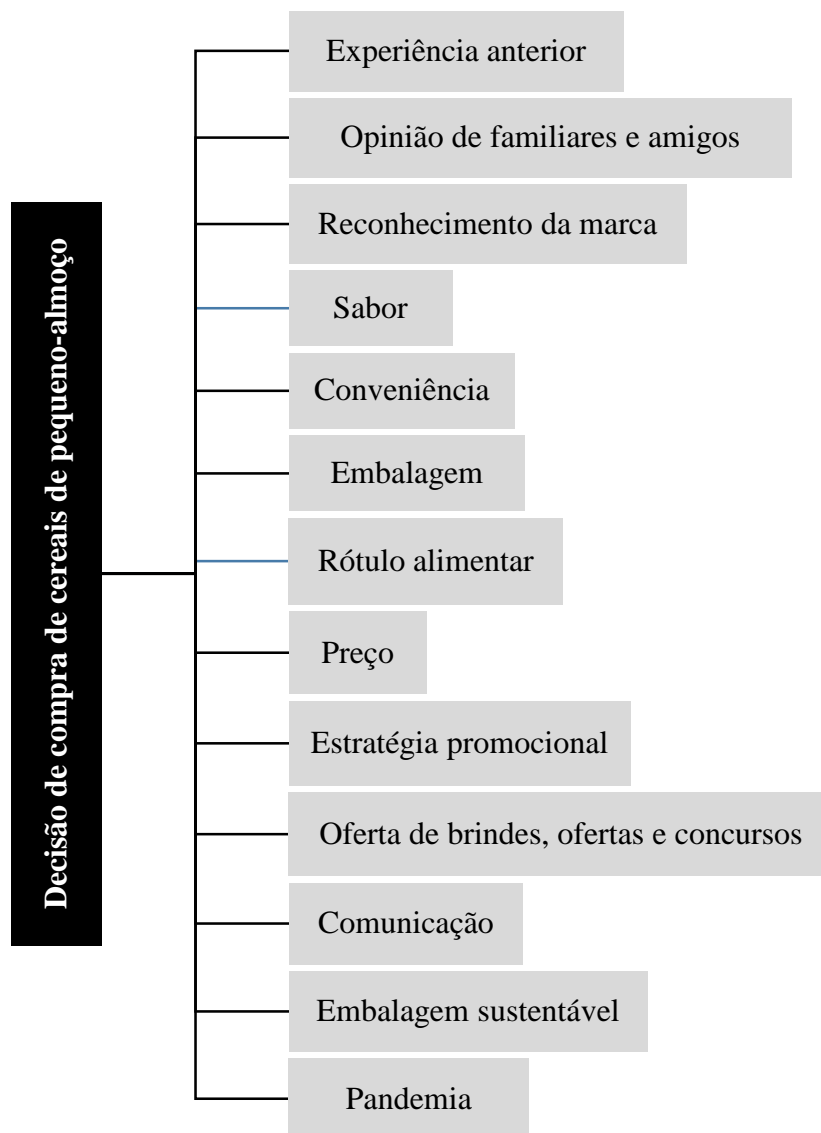 Decisão de compra de cereais de pequeno-almoço
Experiência anterior
Opinião de familiares e amigos
Reconhecimento da marca
Sabor
Conveniência
Embalagem
Rótulo alimentar
Preço
Estratégia promocional
Oferta de brindes, ofertas e concursos
Comunicação
Embalagem sustentável
Pandemia